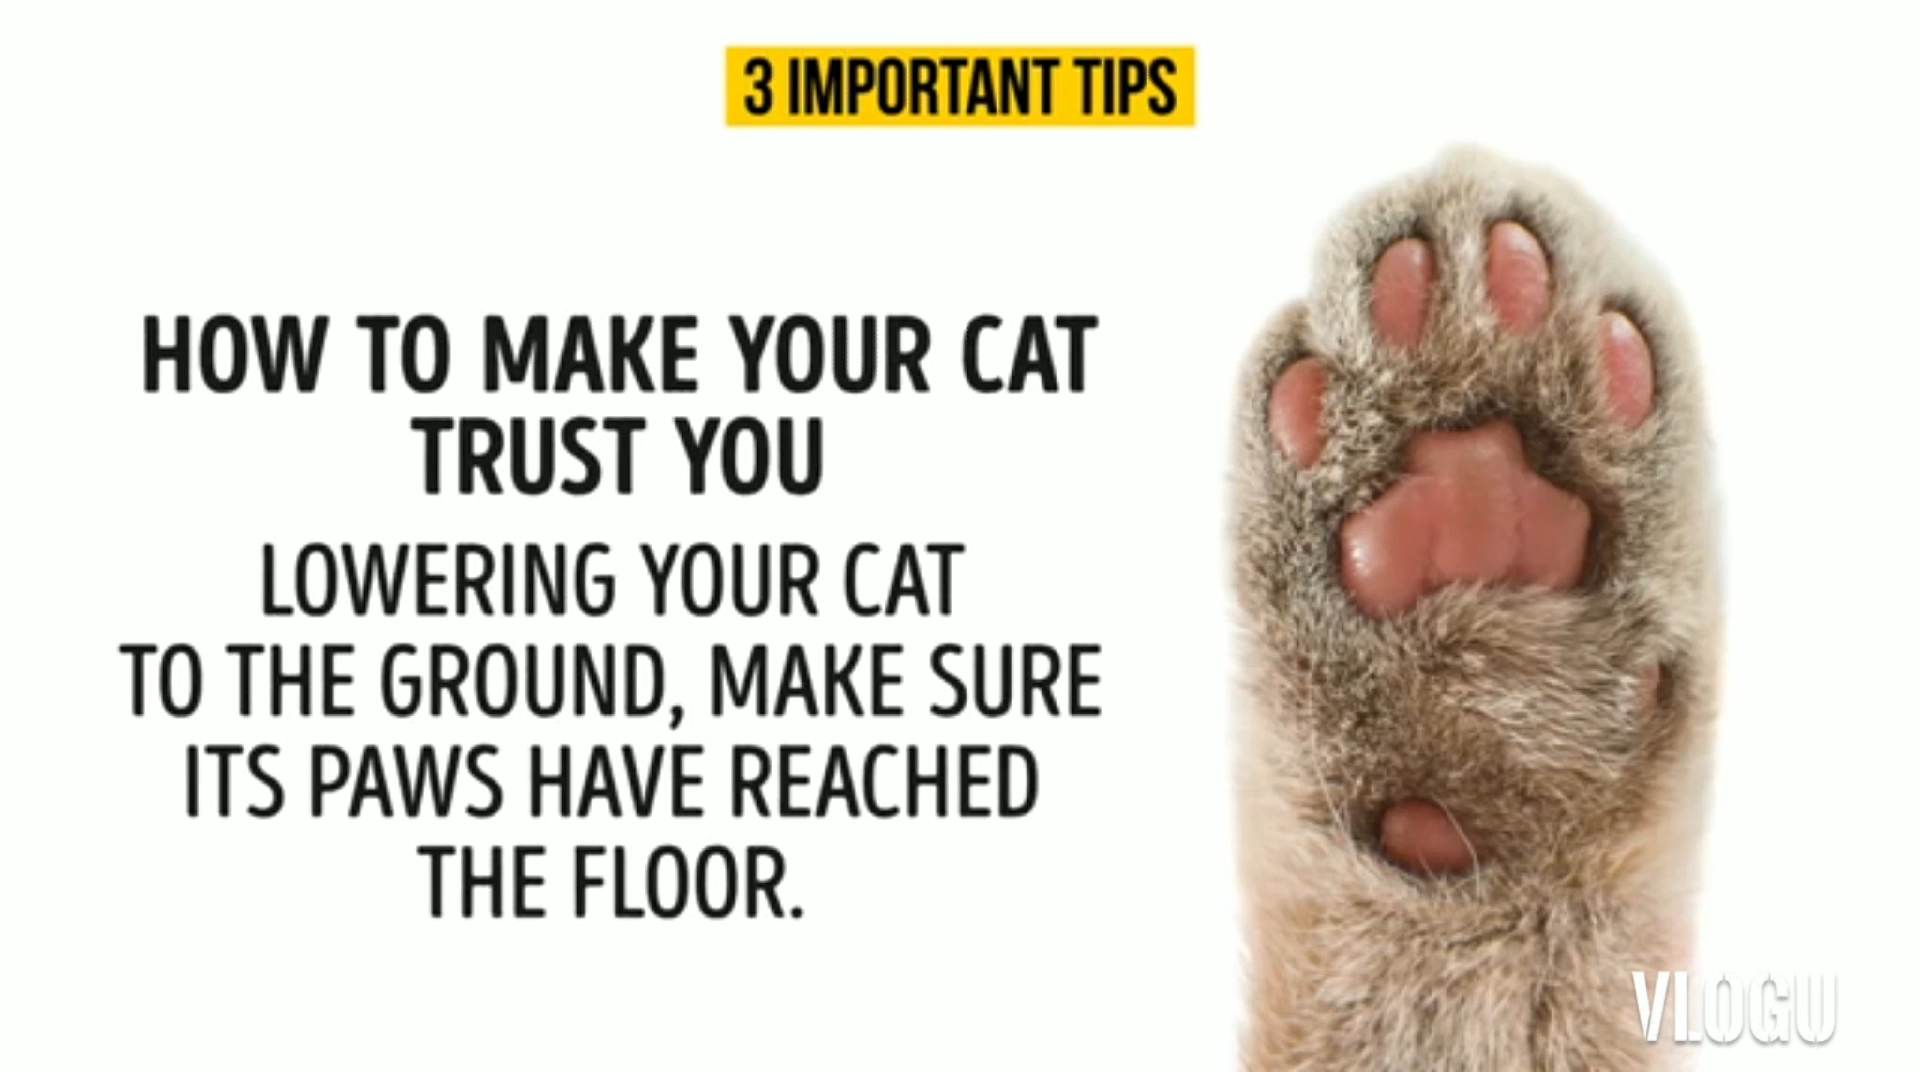 3 IMPORTANT TIPS
HOW TO MAKE YOUR CAT
TRUST YOU
LOWERING YOUR CAT
TO THE GROUND, MAKE SURE
ITS PAWS HAVE REACHED
THE FLOOR.
VLOGU